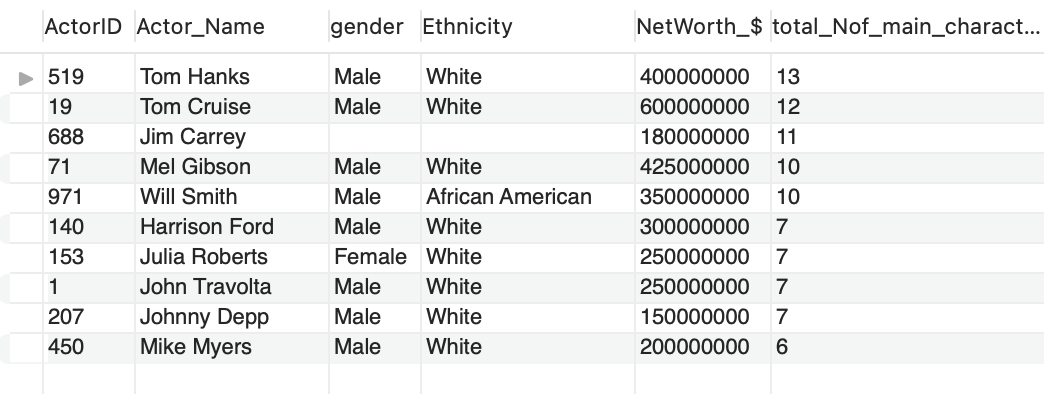 ActorID Actor_Name gender Ethnicity NetWorth_$ total_Nof_main_charact...
519 Tom Hanks Male White 400000000 13
19 Tom Cruise Male White 600000000 12
688 Jim Carrey 180000000 11
71 Mel Gibson Male White 425000000 10
971 Will Smith Male African American 350000000 10
140 Harrison Ford Male White 300000000 7
153 Julia Roberts Female White 250000000 7
1 John Travolta Male White 250000000 7
207 Johnny Depp Male White 150000000 7
450 Mike Myers Male White 200000000 6